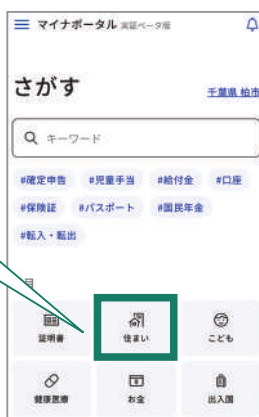 マイナポータル 実証ベータ版
さがす
千葉県 柏市
キーワード
#確定申告 #児童手当 #給付金 #口座
#保険証 #パスポート #国民年金
#転入・転出
証明書 住まい こども
健康医療 お金 出入国